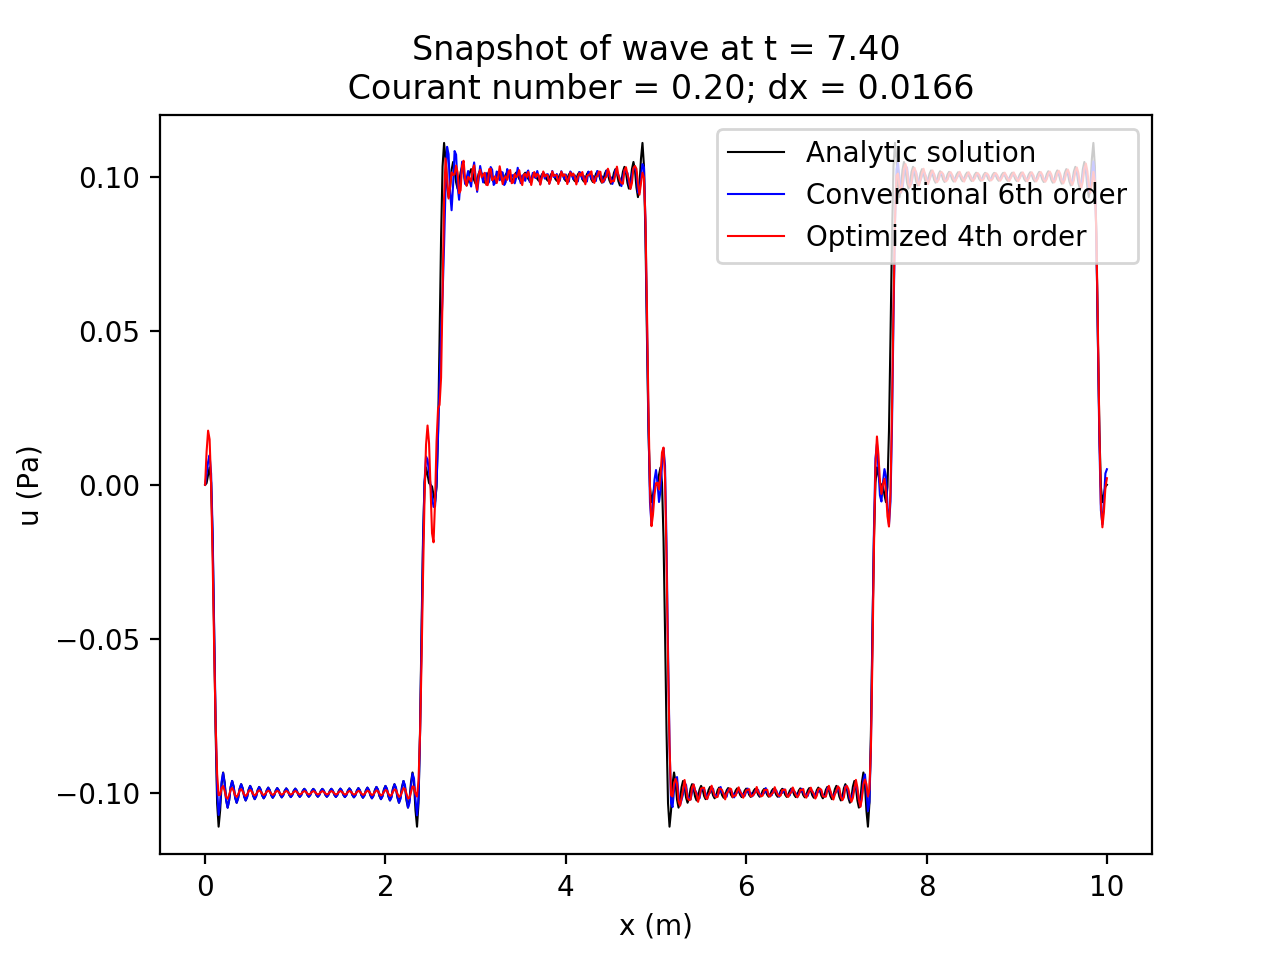 Snapshot of wave at t = 7.40
Courant number = 0.20; dx = 0.0166
Analytic solution
Conventional 6th order
Optimized 4th order
0.10
0.05
0.00
−0.05
−0.10
u (Pa)
0 2 4 6 8 10
x (m)